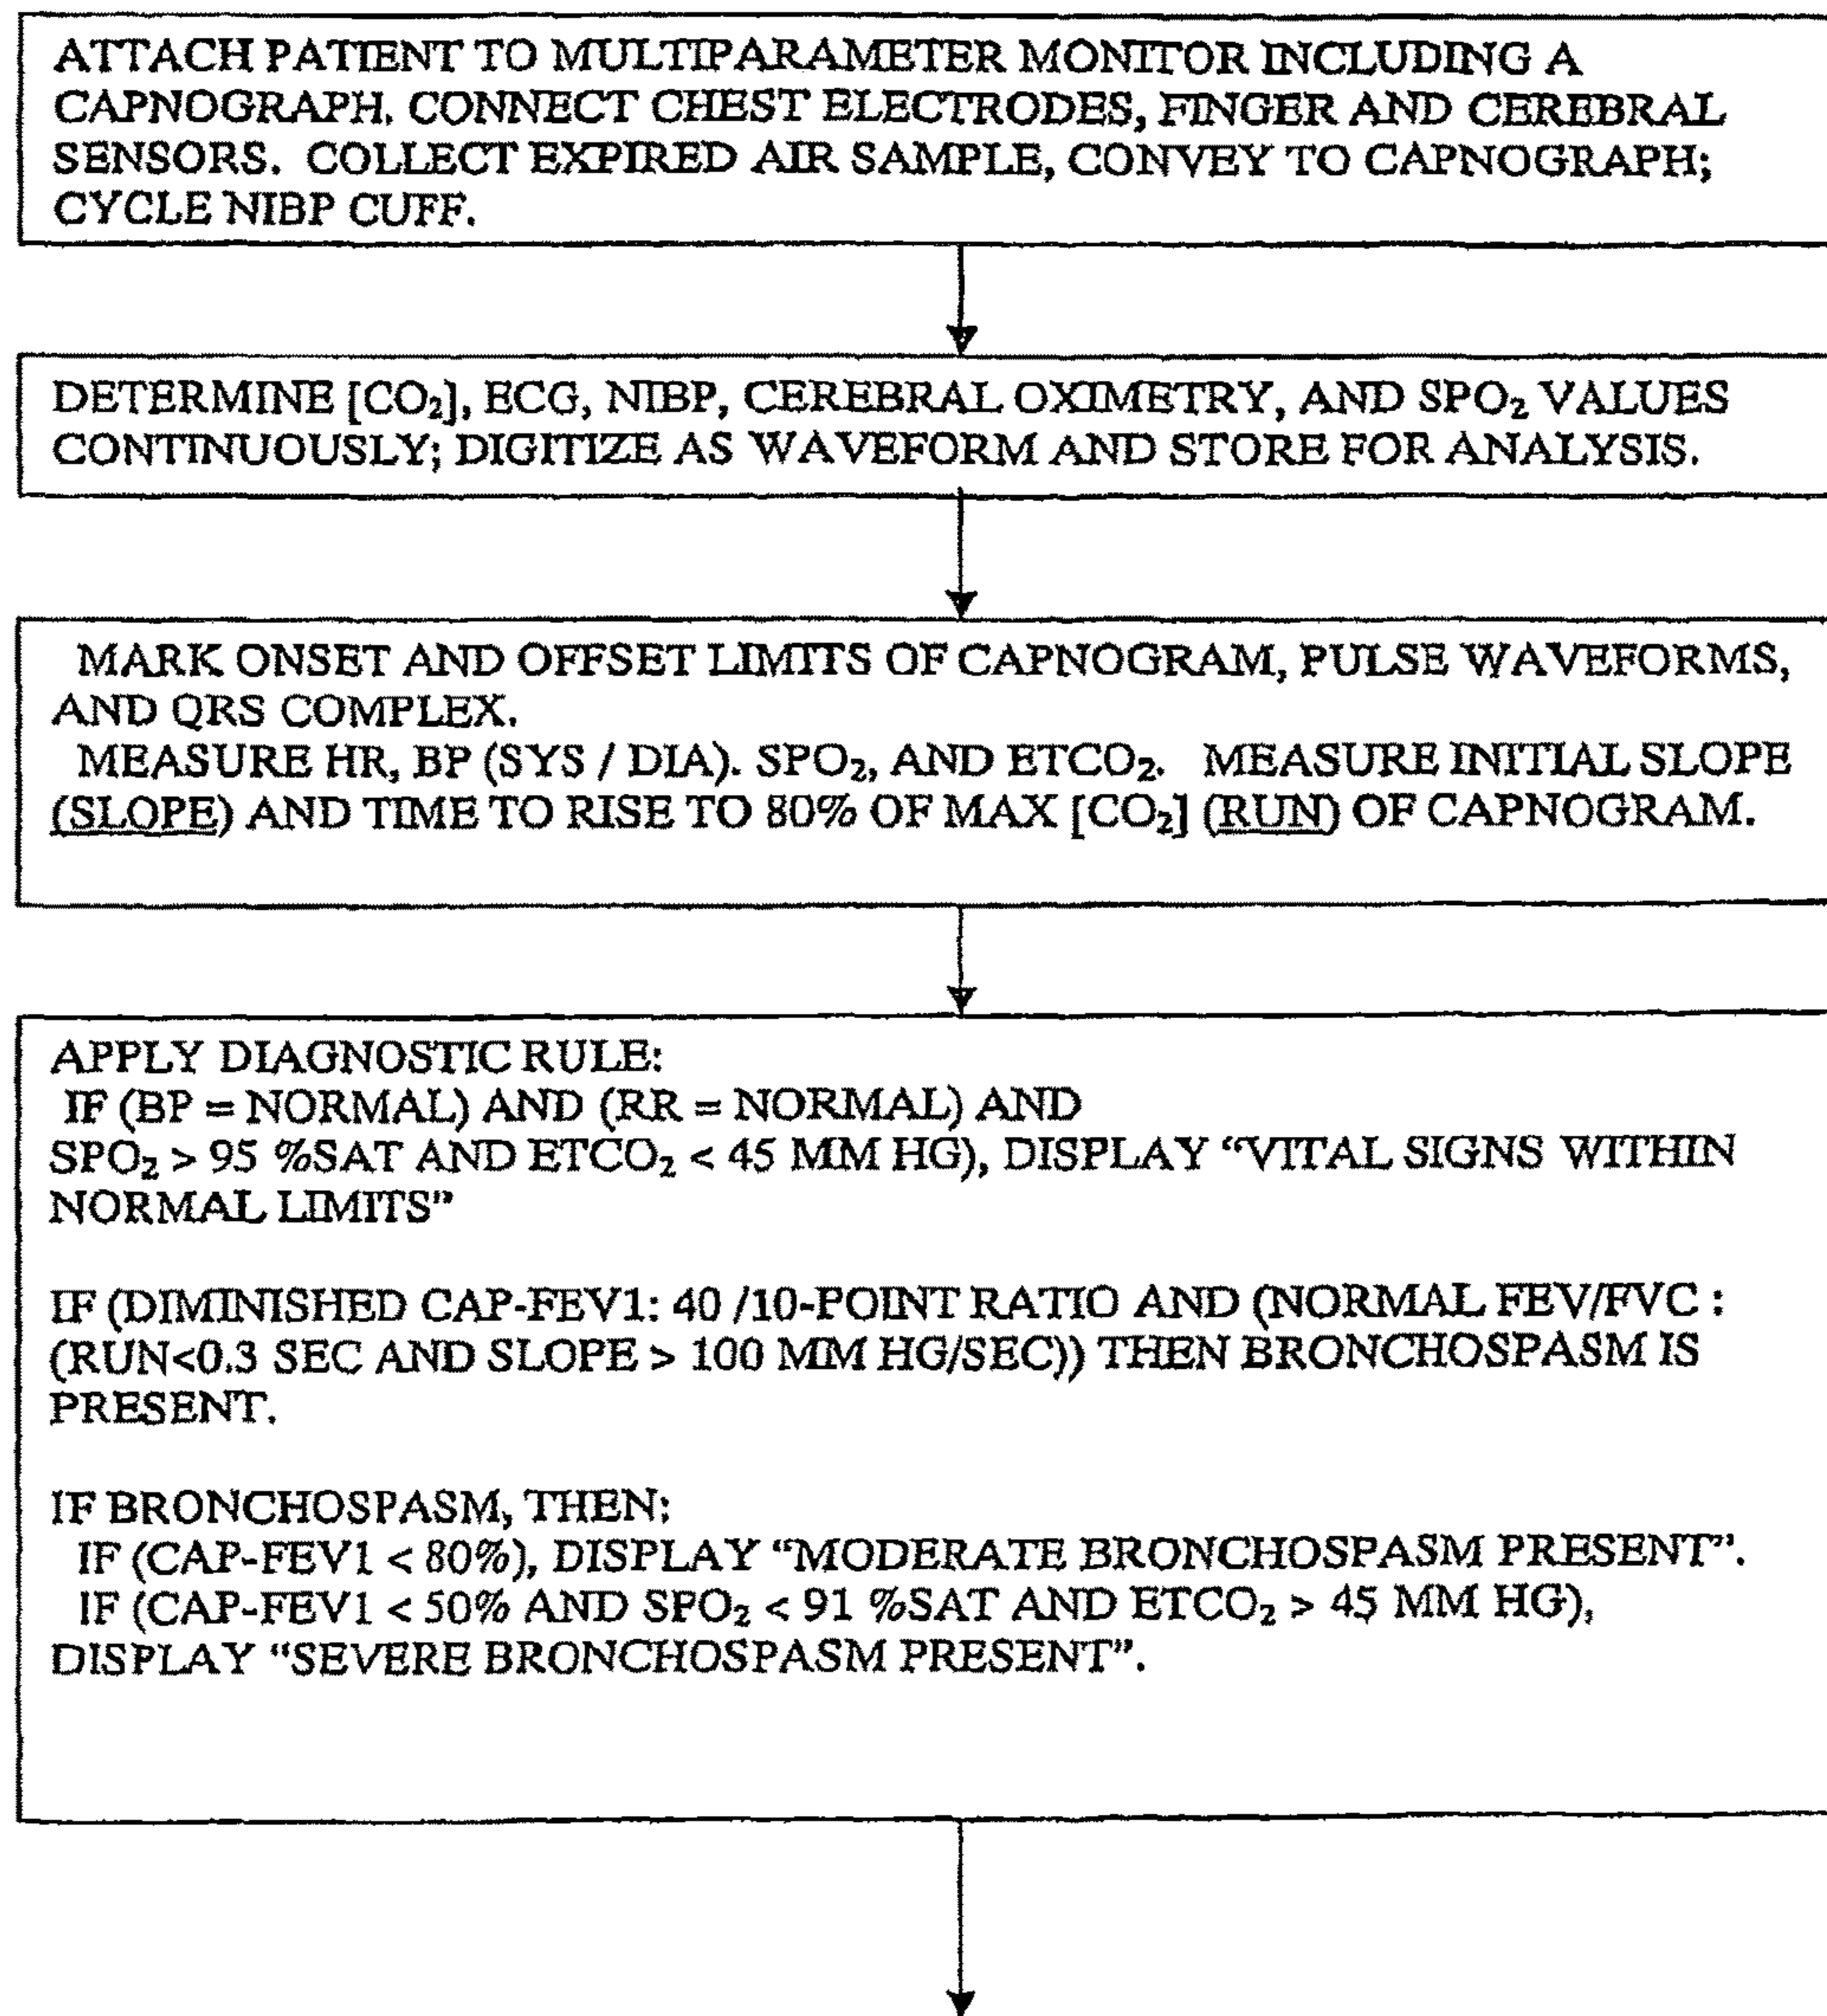 ATTACH PATIENT TO MULTIPARAMETER MONITOR INCLUDING A
CAPNOGRAPH. CONNECT CHEST ELECTRODES, FINGER AND CEREBRAL
SENSORS. COLLECT EXPIRED AIR SAMPLE, CONVEY TO CAPNOGRAPH;
CYCLE NIBP CUFF.
DETERMINE [CO₂], ECG, NIBP, CEREBRAL OXIMETRY, AND SPO₂ VALUES
CONTINUOUSLY; DIGITIZE AS WAVEFORM AND STORE FOR ANALYSIS.
MARK ONSET AND OFFSET LIMITS OF CAPNOGRAM, PULSE WAVEFORMS,
AND QRS COMPLEX.
MEASURE HR, BP (SYS / DIA). SPO₂, AND ETCO₂. MEASURE INITIAL SLOPE
(SLOPE) AND TIME TO RISE TO 80% OF MAX [CO₂] (RUN) OF CAPNOGRAM.
APPLY DIAGNOSTIC RULE:
IF (BP = NORMAL) AND (RR = NORMAL) AND
SPO₂ > 95 %SAT AND ETCO₂ < 45 MM HG), DISPLAY “VITAL SIGNS WITHIN
NORMAL LIMITS”
IF (DIMINISHED CAP-FEV1: 40 /10-POINT RATIO AND (NORMAL FEV/FVC :
(RUN<0.3 SEC AND SLOPE > 100 MM HG/SEC)) THEN BRONCHOSPASM IS
PRESENT.
IF BRONCHOSPASM, THEN:
IF (CAP-FEV1 < 80%), DISPLAY “MODERATE BRONCHOSPASM PRESENT”.
IF (CAP-FEV1 < 50% AND SPO₂ < 91 %SAT AND ETCO₂ > 45 MM HG),
DISPLAY “SEVERE BRONCHOSPASM PRESENT”.